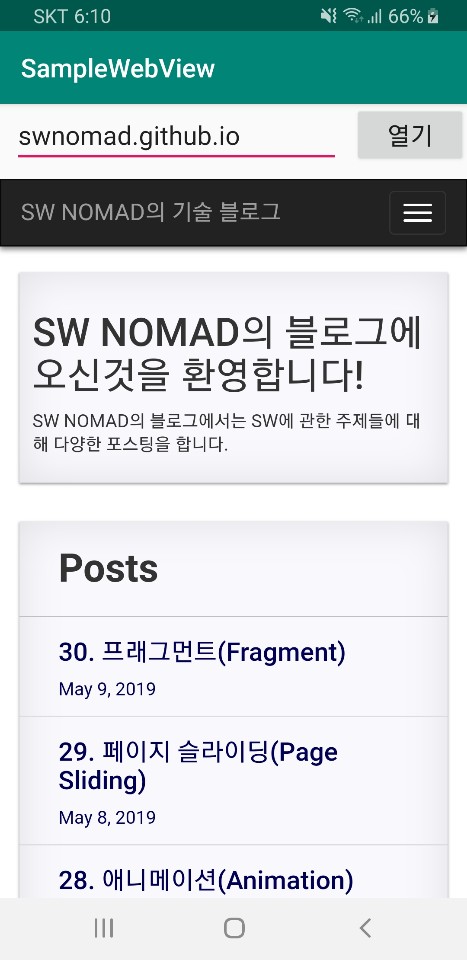 SKT 6:10 66%
SampleWebView
swnomad.github.io 열기
SW NOMAD의 기술 블로그
SW NOMAD의 블로그에
오신것을 환영합니다!
SW NOMAD의 블로그에서는 SW에 관한 주제들에 대
해 다양한 포스팅을 합니다.
Posts
30. 프래그먼트(Fragment)
May 9, 2019
29. 페이지 슬라이딩(Page
Sliding)
May 8, 2019
28. 애니메이션(Animation)